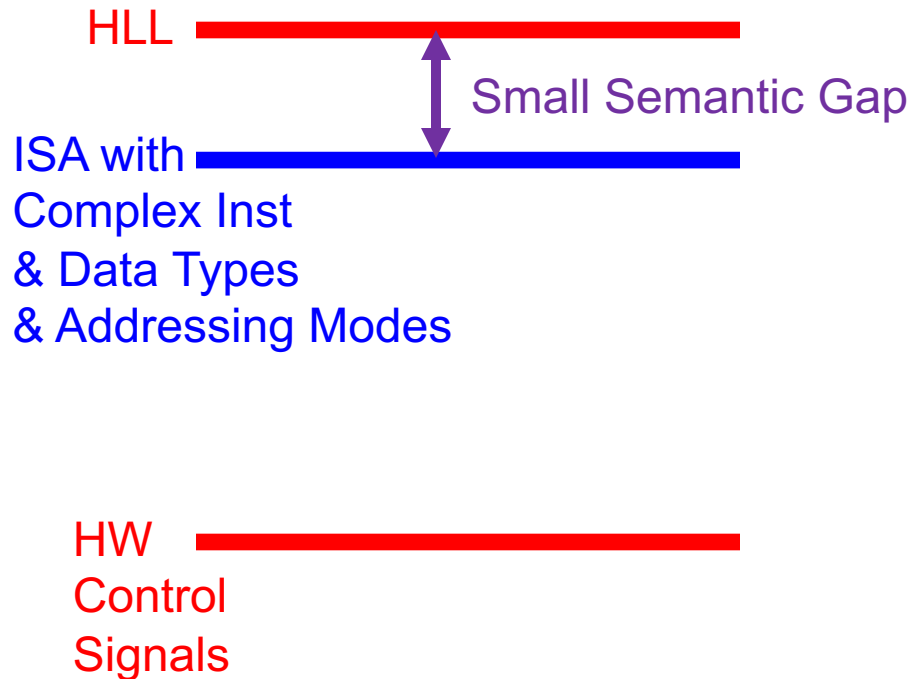 HLL
Small Semantic Gap
ISA with
Complex Inst
& Data Types
& Addressing Modes
HW
Control
Signals